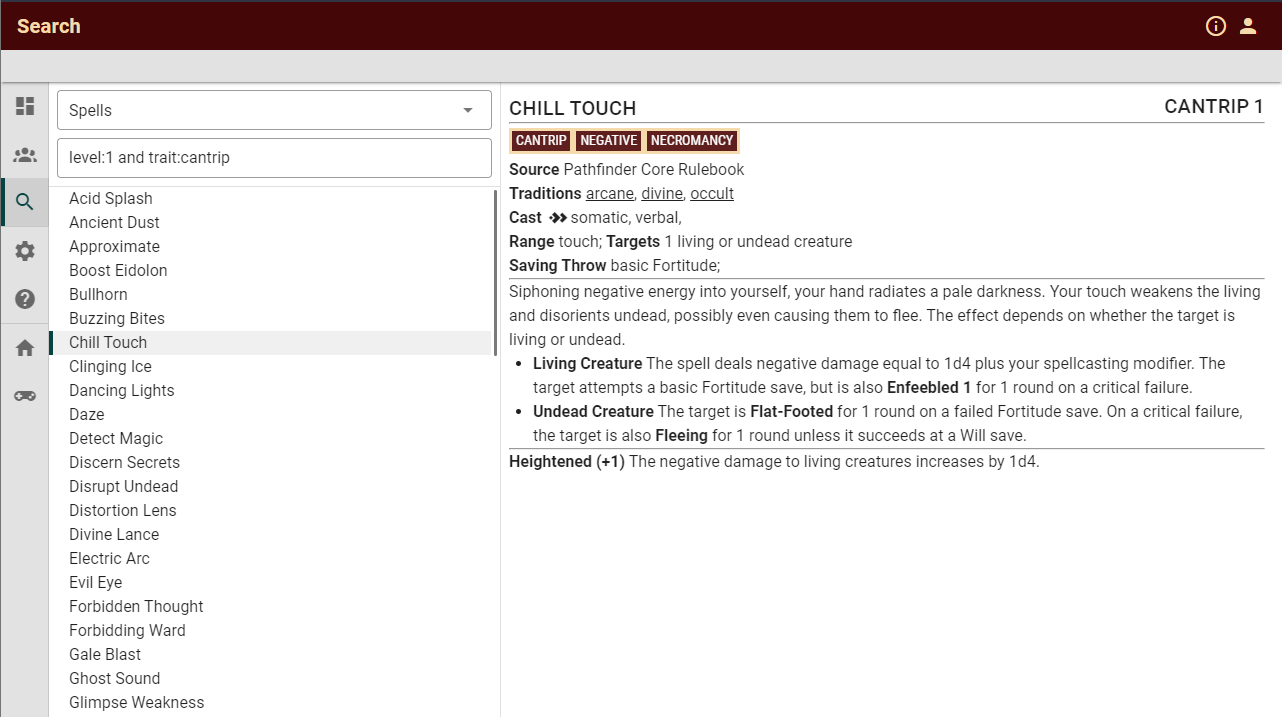 Search
Spells
level:1 and trait:cantrip
Acid Splash
Ancient Dust
Approximate
Boost Eidolon
Bullhorn
Buzzing Bites
Chill Touch
Clinging Ice
Dancing Lights
Daze
Detect Magic
Discern Secrets
Disrupt Undead
Distortion Lens
Divine Lance
Electric Arc
Evil Eye
Forbidden Thought
Forbidding Ward
Gale Blast
Ghost Sound
Glimpse Weakness
CHILL TOUCH CANTRIP 1
CANTRIP NEGATIVE NECROMANCY
Source Pathfinder Core Rulebook
Traditions arcane, divine, occult
Cast somatic, verbal,
Range touch; Targets 1 living or undead creature
Saving Throw basic Fortitude;
Siphoning negative energy into yourself, your hand radiates a pale darkness. Your touch weakens the living
and disorients undead, possibly even causing them to flee. The effect depends on whether the target is
living or undead.
• Living Creature The spell deals negative damage equal to 1d4 plus your spellcasting modifier. The
target attempts a basic Fortitude save, but is also Enfeebled 1 for 1 round on a critical failure.
• Undead Creature The target is Flat-Footed for 1 round on a failed Fortitude save. On a critical failure,
the target is also Fleeing for 1 round unless it succeeds at a Will save.
Heightened (+1) The negative damage to living creatures increases by 1d4.